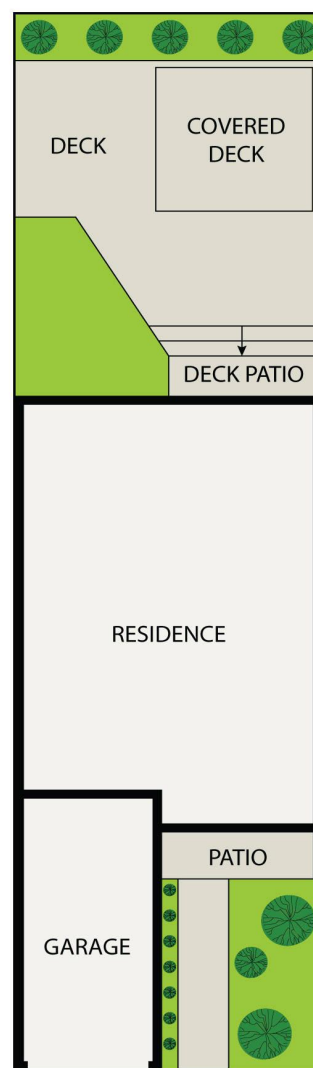 DECK
COVERED
DECK
DECK PATIO
RESIDENCE
PATIO
GARAGE